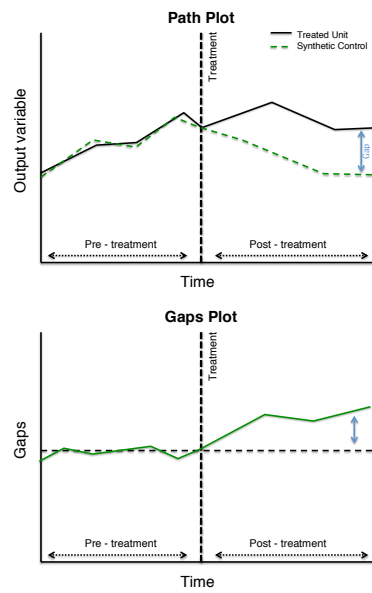 Path Plot
Treated Unit
Synthetic Control
Treatment
Output variable
Gap
Pre - treatment
Post - treatment
Time
Gaps Plot
Treatment
Gaps
Pre - treatment
Post - treatment
Time